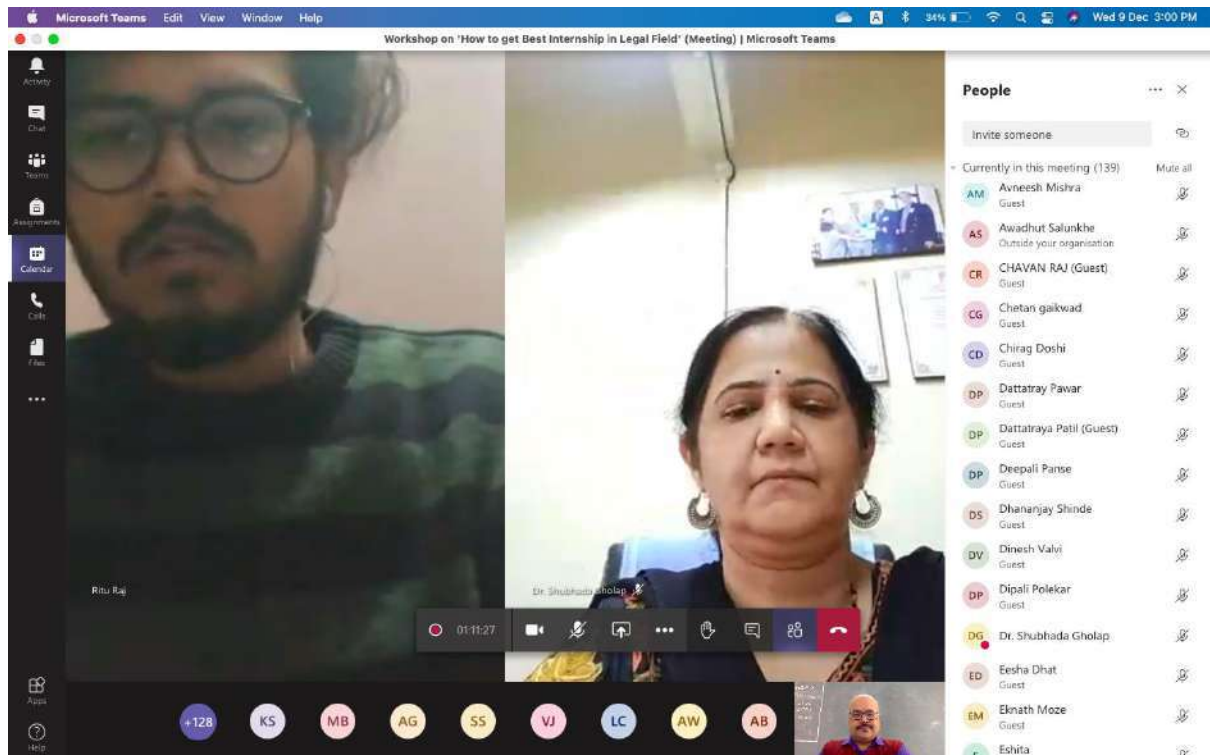 Microsoft Teams Edit View Window Help
A 34% Wed 9 Dec 3:00 PM
Workshop on 'How to get Best Internship in Legal Field' (Meeting) | Microsoft Teams
Activity
Chat
Teams
Assignments
Calendar
Calls
Files
Apps
Help
Ritu Raj
Dr. Shubhada Gholap
01:11:27
+128 KS MB AG SS VJ LC AW AB
People
Invite someone
Currently in this meeting (139) Mute all
AM Avneesh Mishra
Guest
AS Awadhut Salunkhe
Outside your organisation
CR CHAVAN RAJ (Guest)
Guest
CG Chetan gaikwad
Guest
CD Chirag Doshi
Guest
DP Dattatray Pawar
Guest
DP Dattatraya Patil (Guest)
Guest
DP Deepali Panse
Guest
DS Dhananjay Shinde
Guest
DV Dinesh Valvi
Guest
DP Dipali Polekar
Guest
DG Dr. Shubhada Gholap
ED Eesha Dhat
Guest
EM Eknath Moze
Guest
Eshita